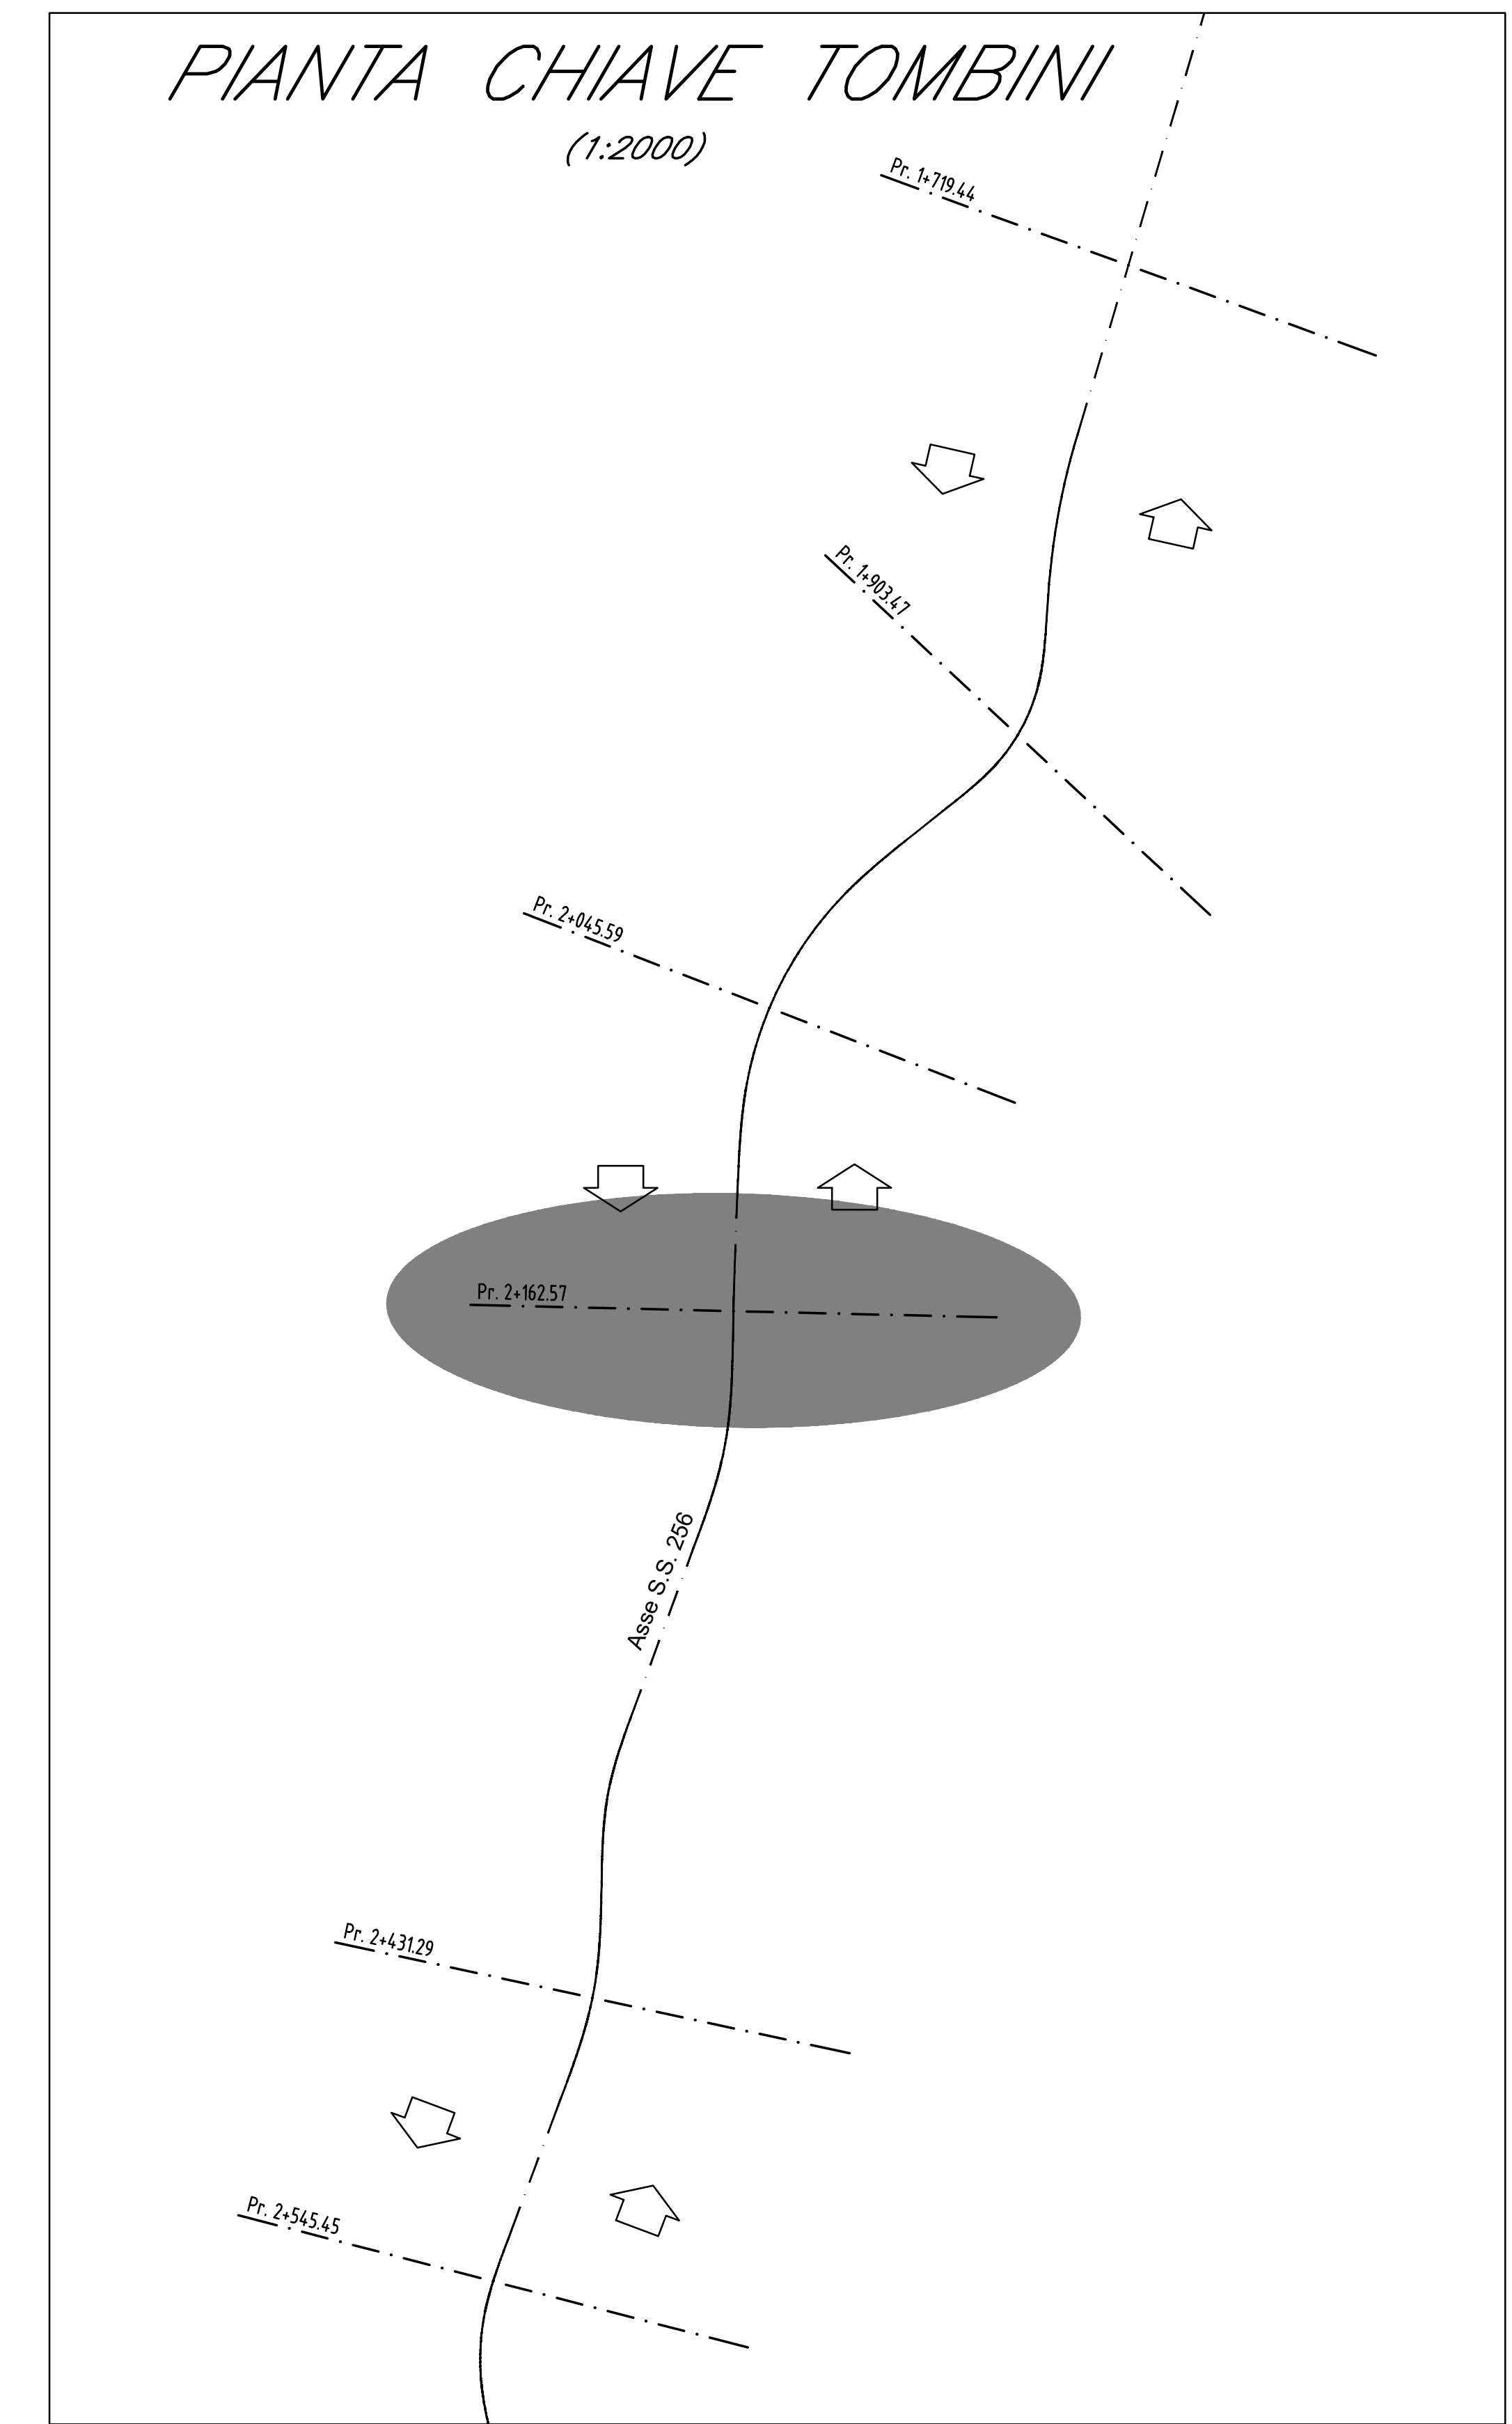 PIANTA CHIAVE TOMBINI
(1:2000)
Pr. 1+719.44
Pr. 1+903.47
Pr. 2+045.59
Pr. 2+162.57
Asse S.S. 256
Pr. 2+431.29
Pr. 2+545.45